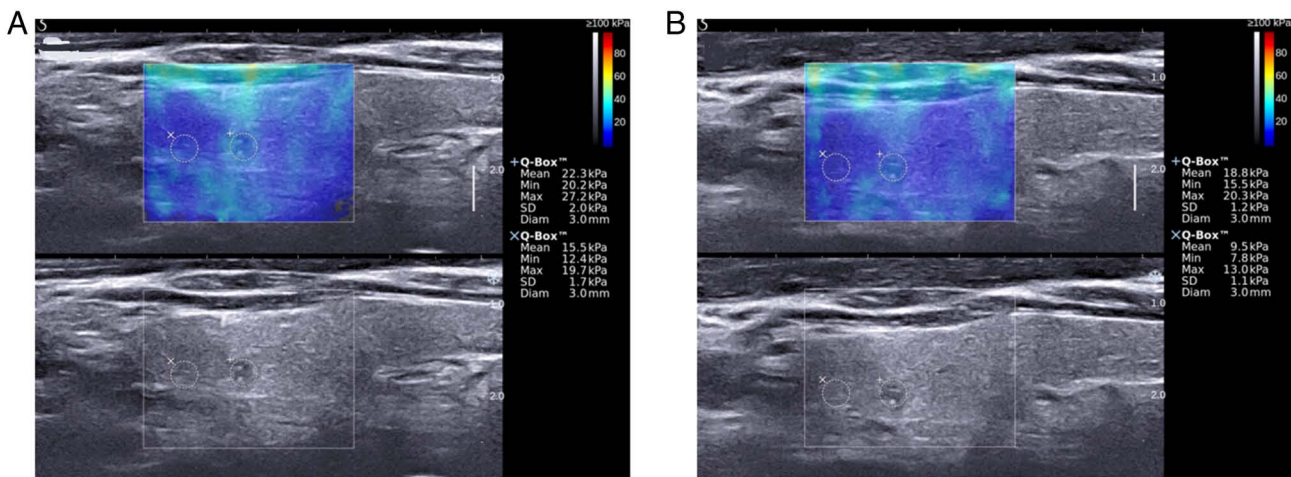 A
≥100 kPa
80
60
40
20
1.0
2.0
+Q-Box™
Mean 22.3kPa
Min 20.2kPa
Max 27.2kPa
SD 2.0kPa
Diam 3.0mm
×Q-Box™
Mean 15.5kPa
Min 12.4kPa
Max 19.7kPa
SD 1.7kPa
Diam 3.0mm
1.0
2.0
B
≥100 kPa
80
60
40
20
1.0
2.0
+Q-Box™
Mean 18.8kPa
Min 15.5kPa
Max 20.3kPa
SD 1.2kPa
Diam 3.0mm
×Q-Box™
Mean 9.5kPa
Min 7.8kPa
Max 13.0kPa
SD 1.1kPa
Diam 3.0mm
1.0
2.0